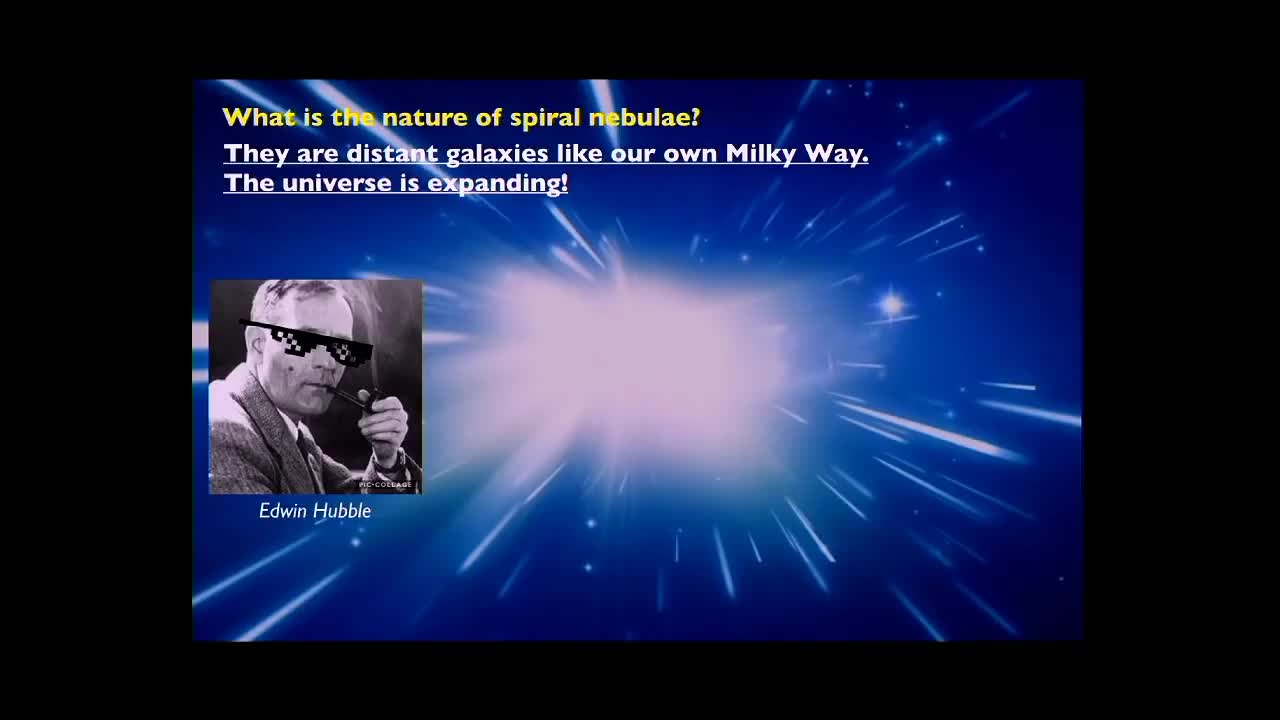 What is the nature of spiral nebulae?
They are distant galaxies like our own Milky Way.
The universe is expanding!
PIC•COLLAGE
Edwin Hubble